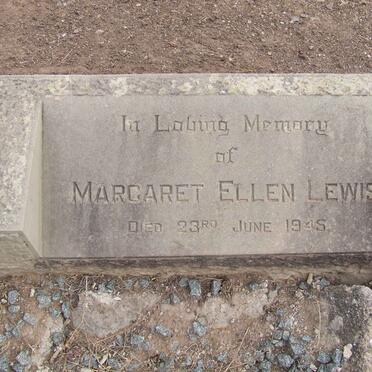 In Loving Memory
of
MARGARET ELLEN LEWIS
DIED 23RD JUNE 1945.